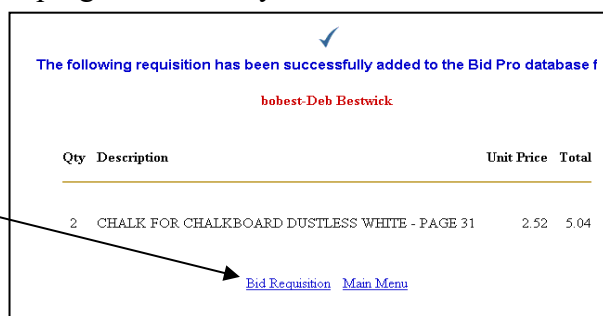 The following requisition has been successfully added to the Bid Pro database f
bobest-Deb Bestwick
Qty Description Unit Price Total
2 CHALK FOR CHALKBOARD DUSTLESS WHITE - PAGE 31 2.52 5.04
Bid Requisition Main Menu